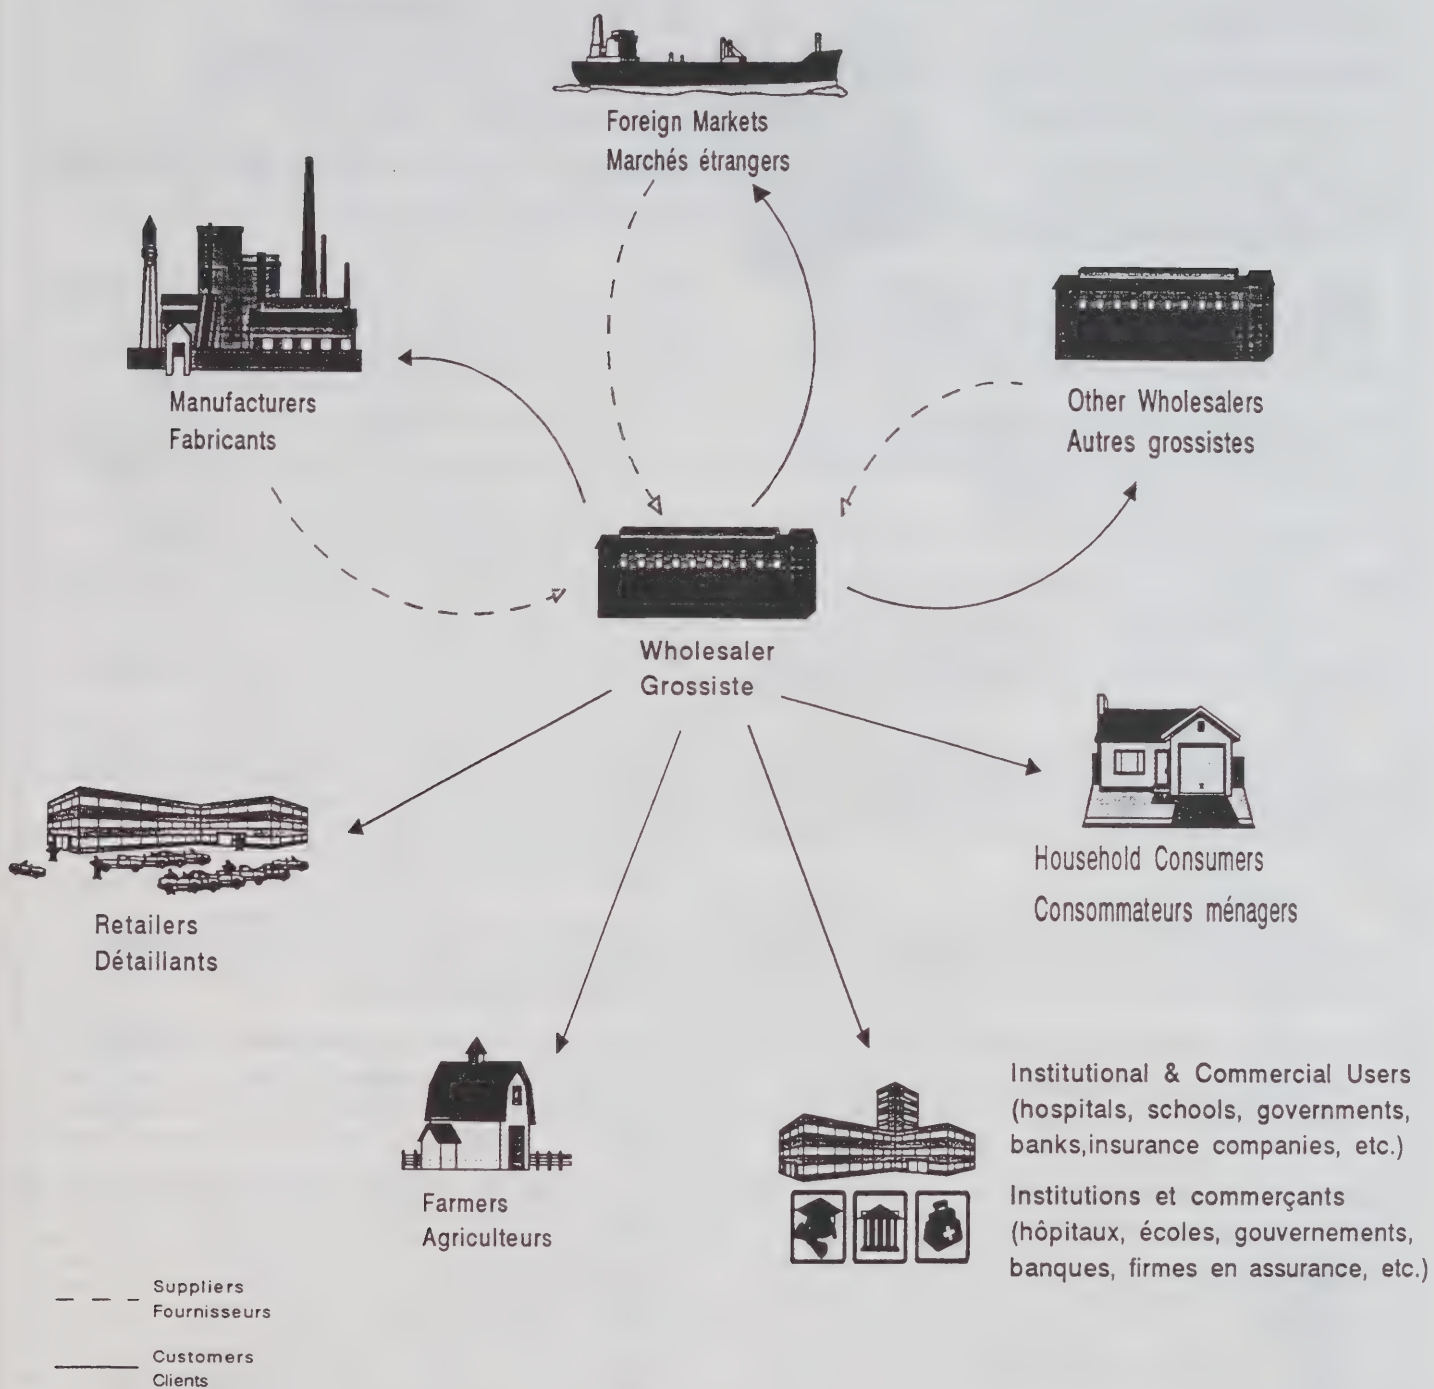 Foreign Markets
Marchés étrangers
Manufacturers
Fabricants
Other Wholesalers
Autres grossistes
Wholesaler
Grossiste
Household Consumers
Consommateurs ménagers
Retailers
Détaillants
Farmers
Agriculteurs
Institutional & Commercial Users
(hospitals, schools, governments,
banks,insurance companies, etc.)
Institutions et commerçants
(hôpitaux, écoles, gouvernements,
banques, firmes en assurance, etc.)
Suppliers
Fournisseurs
Customers
Clients